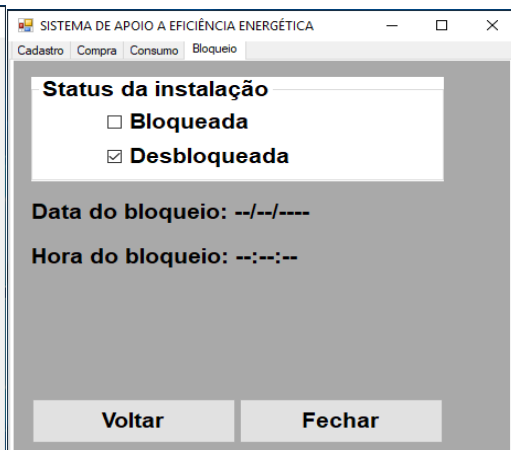 SISTEMA DE APOIO A EFICIÊNCIA ENERGÉTICA
Cadastro Compra Consumo Bloqueio
Status da instalação
Bloqueada
Desbloqueada
Data do bloqueio: --/--/----
Hora do bloqueio: --:--:--
Voltar Fechar